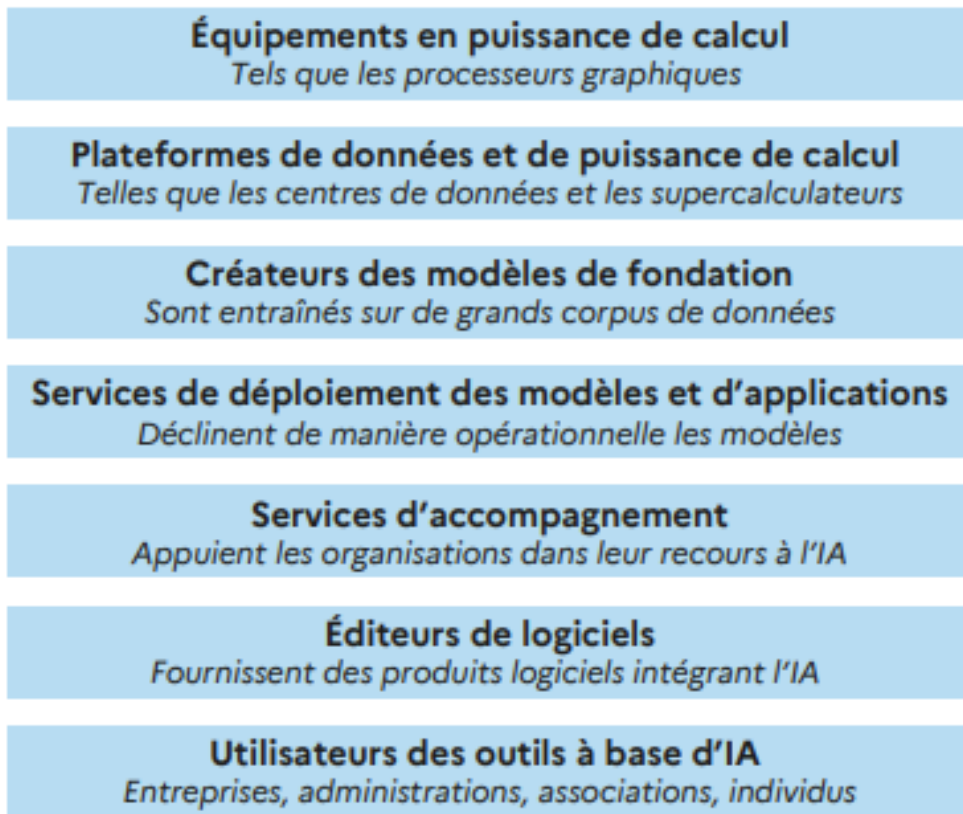 Équipements en puissance de calcul
Tels que les processeurs graphiques
Plateformes de données et de puissance de calcul
Telles que les centres de données et les supercalculateurs
Créateurs des modèles de fondation
Sont entraînés sur de grands corpus de données
Services de déploiement des modèles et d’applications
Déclinent de manière opérationnelle les modèles
Services d’accompagnement
Appuient les organisations dans leur recours à l’IA
Éditeurs de logiciels
Fournissent des produits logiciels intégrant l’IA
Utilisateurs des outils à base d’IA
Entreprises, administrations, associations, individus